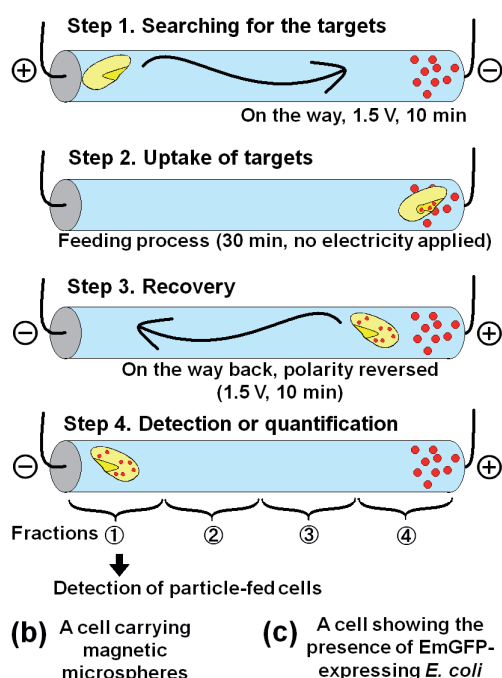 Step 1. Searching for the targets
⊕
⊖
On the way, 1.5 V, 10 min
Step 2. Uptake of targets
Feeding process (30 min, no electricity applied)
Step 3. Recovery
⊖
⊕
On the way back, polarity reversed
(1.5 V, 10 min)
Step 4. Detection or quantification
⊖
⊕
Fractions ① ② ③ ④
Detection of particle-fed cells
(b) A cell carrying
magnetic
microspheres
(c) A cell showing the
presence of EmGFP-
expressing E. coli